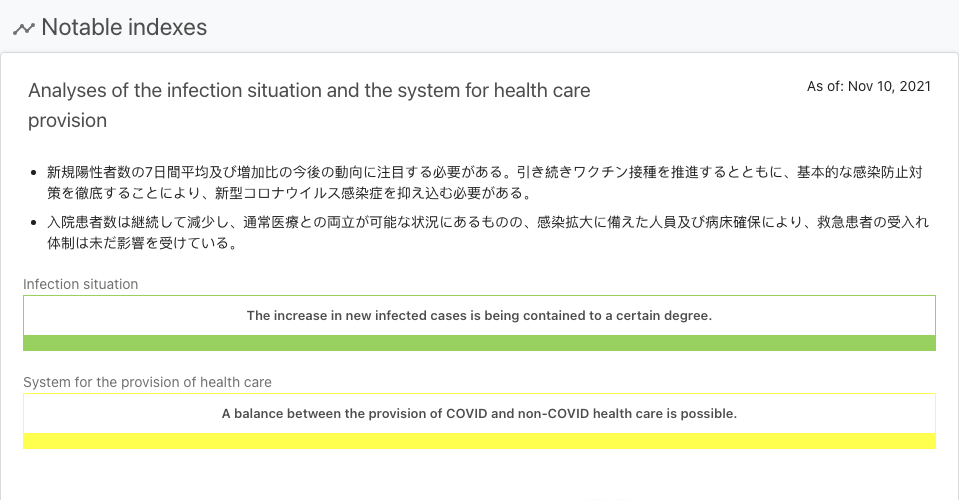 Notable indexes
Analyses of the infection situation and the system for health care
provision
As of: Nov 10, 2021
新規陽性者数の7日間平均及び増加比の今後の動向に注目する必要がある。引き続きワクチン接種を推進するとともに、基本的な感染防止対
策を徹底することにより、新型コロナウイルス感染症を抑え込む必要がある。
入院患者数は継続して減少し、通常医療との両立が可能な状況にあるものの、感染拡大に備えた人員及び病床確保により、救急患者の受入れ
体制は未だ影響を受けている。
Infection situation
The increase in new infected cases is being contained to a certain degree.
System for the provision of health care
A balance between the provision of COVID and non-COVID health care is possible.